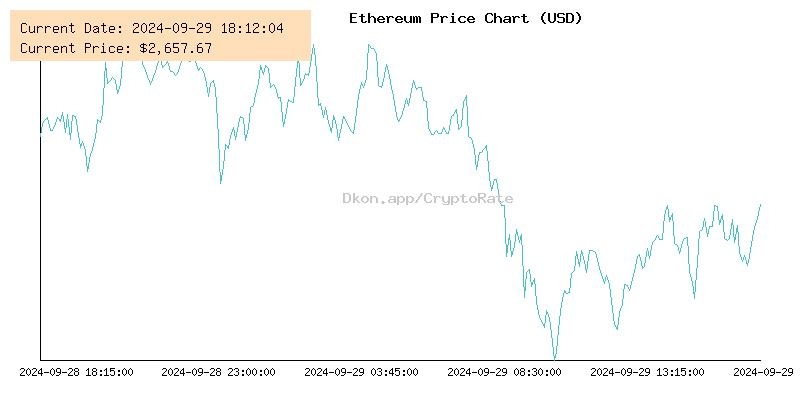 Ethereum Price Chart (USD)
Current Date: 2024-09-29 18:12:04
Current Price: $2,657.67
Dkon.app/CryptoRate
2024-09-28 18:15:00 2024-09-28 23:00:00 2024-09-29 03:45:00 2024-09-29 08:30:00 2024-09-29 13:15:00 2024-09-29